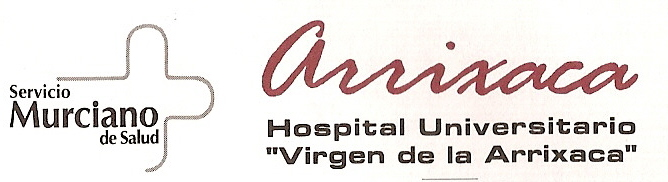 Servicio
Murciano
de Salud
Arrixaca
Hospital Universitario
"Virgen de la Arrixaca"